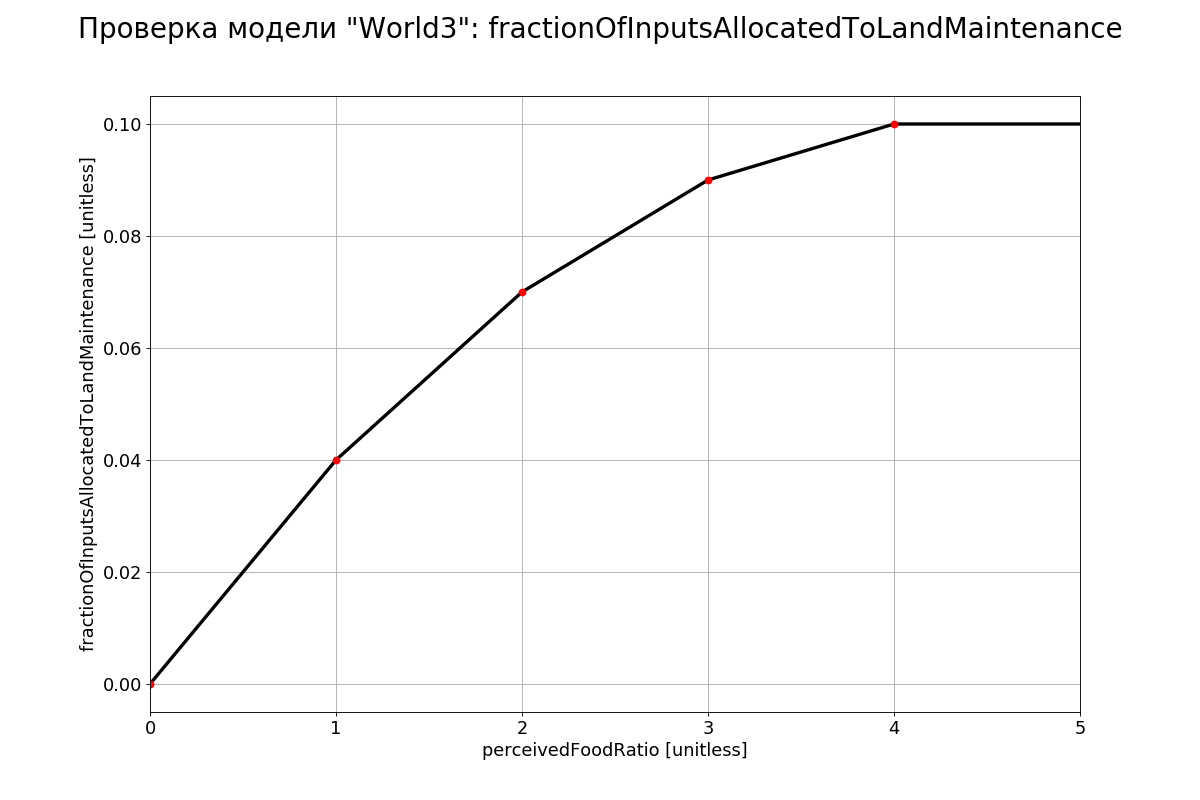 Проверка модели "World3": fractionOfInputsAllocatedToLandMaintenance
fractionOfInputsAllocatedToLandMaintenance [unitless]
0.10
0.08
0.06
0.04
0.02
0.00
0 1 2 3 4 5
perceivedFoodRatio [unitless]